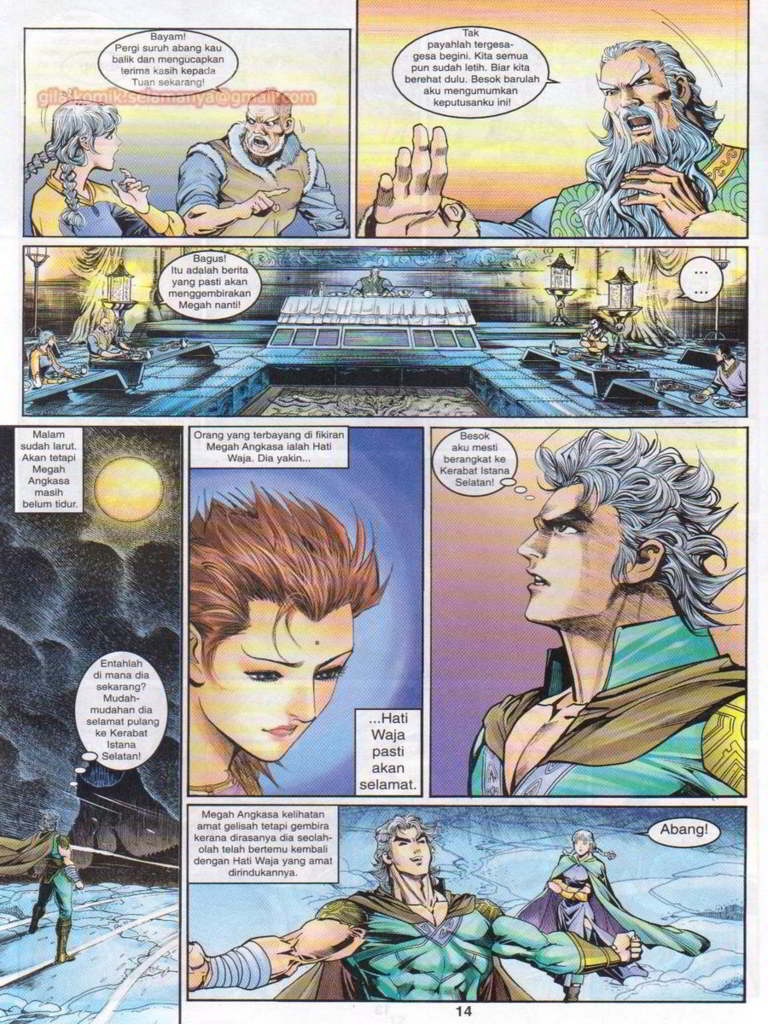 Bayam!
Pergi suruh abang kau
balik dan mengucapkan
terima kasih kepada
Tuan sekarang!
gila.komik.selamanya@gmail.com
Tak
payahlah tergesa-
gesa begini. Kita semua
pun sudah letih. Biar kita
berehat dulu. Besok barulah
aku mengumumkan
keputusanku ini!
Bagus!
Itu adalah berita
yang pasti akan
menggembirakan
Megah nanti!
...
...
Malam
sudah larut.
Akan tetapi
Megah
Angkasa
masih
belum tidur.
Entahlah
di mana dia
sekarang?
Mudah-
mudahan dia
selamat pulang
ke Kerabat
Istana
Selatan!
Orang yang terbayang di fikiran
Megah Angkasa ialah Hati
Waja. Dia yakin...
...Hati
Waja
pasti
akan
selamat.
Besok
aku mesti
berangkat ke
Kerabat Istana
Selatan!
Megah Angkasa kelihatan
amat gelisah tetapi gembira
kerana dirasanya dia seolah-
olah telah bertemu kembali
dengan Hati Waja yang amat
dirindukannya.
Abang!
14